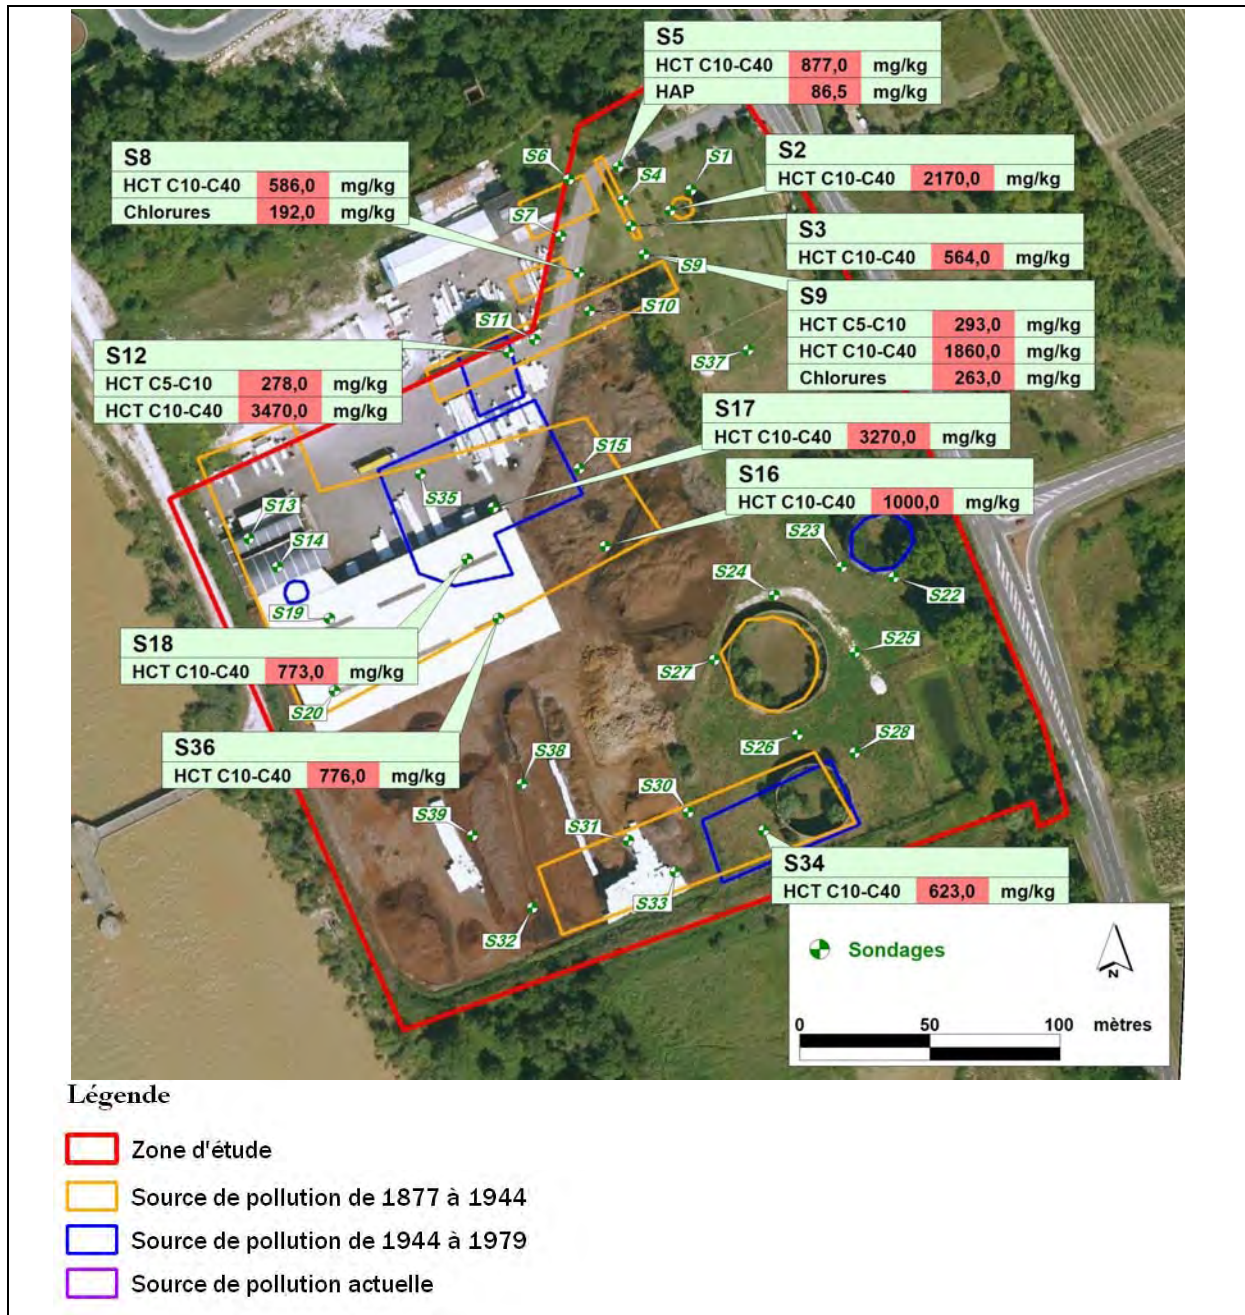 S5
HCT C10-C40 877,0 mg/kg
HAP 86,5 mg/kg
S8
HCT C10-C40 586,0 mg/kg
Chlorures 192,0 mg/kg
S6
S1
S4
S2
HCT C10-C40 2170,0 mg/kg
S7
S3
HCT C10-C40 564,0 mg/kg
S9
S10
S9
HCT C5-C10 293,0 mg/kg
HCT C10-C40 1860,0 mg/kg
Chlorures 263,0 mg/kg
S11
S12
HCT C5-C10 278,0 mg/kg
HCT C10-C40 3470,0 mg/kg
S37
S17
HCT C10-C40 3270,0 mg/kg
S15
S35
S16
HCT C10-C40 1000,0 mg/kg
S13
S14
S23
S24
S22
S19
S25
S18
HCT C10-C40 773,0 mg/kg
S27
S20
S36
HCT C10-C40 776,0 mg/kg
S26
S28
S38
S30
S39
S31
S34
HCT C10-C40 623,0 mg/kg
S33
S32
Sondages
N
0 50 100 mètres
Légende
Zone d'étude
Source de pollution de 1877 à 1944
Source de pollution de 1944 à 1979
Source de pollution actuelle